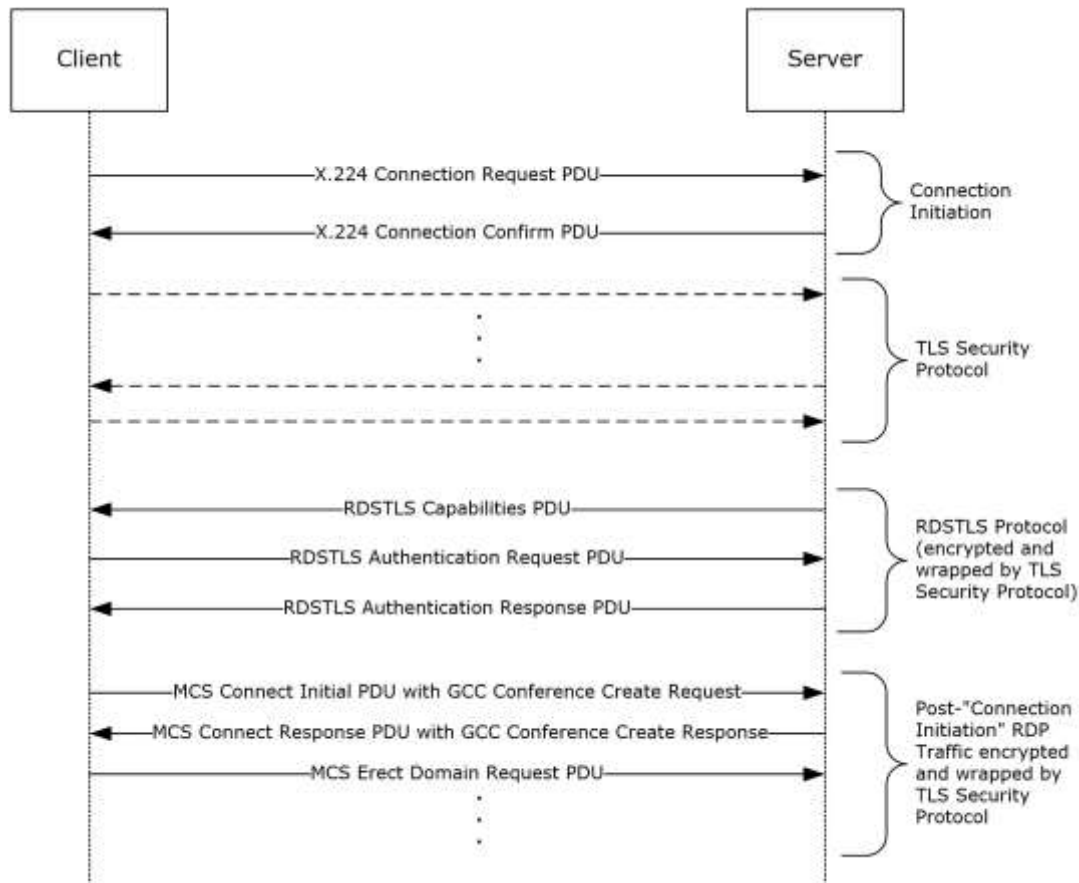 Client
Server
X.224 Connection Request PDU
X.224 Connection Confirm PDU
Connection
Initiation
TLS Security
Protocol
RDSTLS Capabilities PDU
RDSTLS Authentication Request PDU
RDSTLS Authentication Response PDU
RDSTLS Protocol
(encrypted and
wrapped by TLS
Security Protocol)
MCS Connect Initial PDU with GCC Conference Create Request
MCS Connect Response PDU with GCC Conference Create Response
MCS Erect Domain Request PDU
Post-"Connection
Initiation" RDP
Traffic encrypted
and wrapped by
TLS Security
Protocol